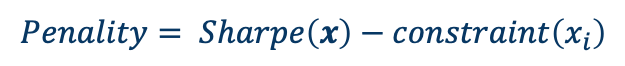 Penality = Sharpe(x) − constraint(xᵢ)